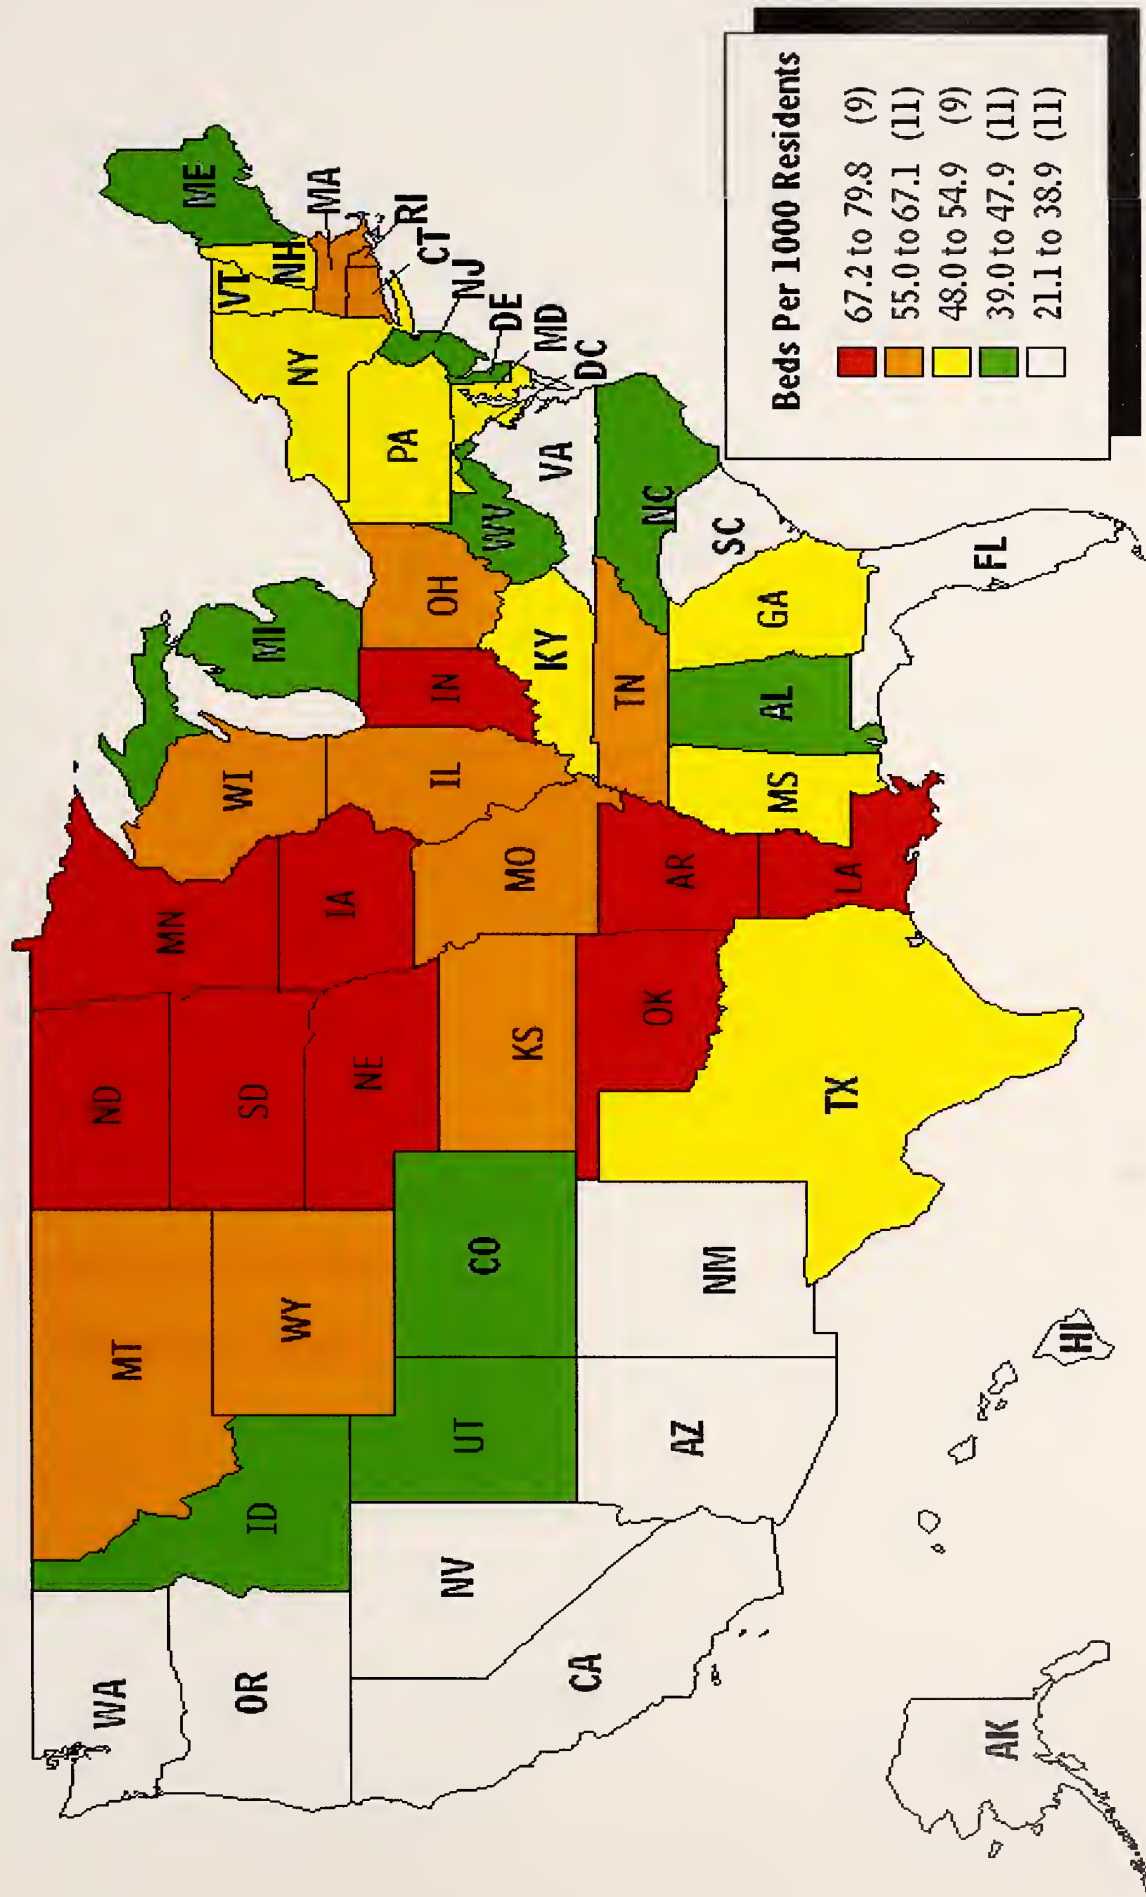 WA
MT
ND
MN
ME
VT
NH
MA
RI
CT
NJ
DE
MD
DC
OR
ID
WY
SD
WI
MI
NY
PA
NV
UT
CO
NE
IA
IL
IN
OH
WV
VA
CA
KS
MO
KY
NC
TN
AZ
NM
OK
AR
SC
GA
AL
MS
LA
TX
FL
AK
HI
Beds Per 1000 Residents
67.2 to 79.8 (9)
55.0 to 67.1 (11)
48.0 to 54.9 (9)
39.0 to 47.9 (11)
21.1 to 38.9 (11)